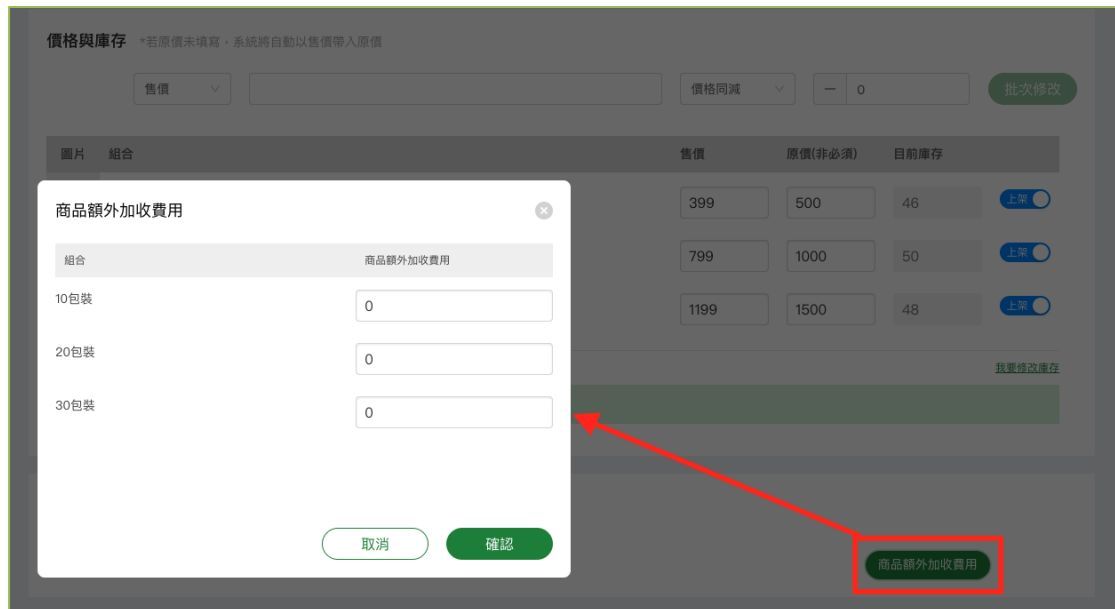 價格與庫存 *若原價未填寫，系統將自動以售價帶入原價
售價 價格同減 － 0 批次修改
圖片 組合 售價 原價(非必須) 目前庫存
399 500 46 上架
799 1000 50 上架
1199 1500 48 上架
我要修改庫存
商品額外加收費用
組合 商品額外加收費用
10包裝 0
20包裝 0
30包裝 0
取消 確認
商品額外加收費用